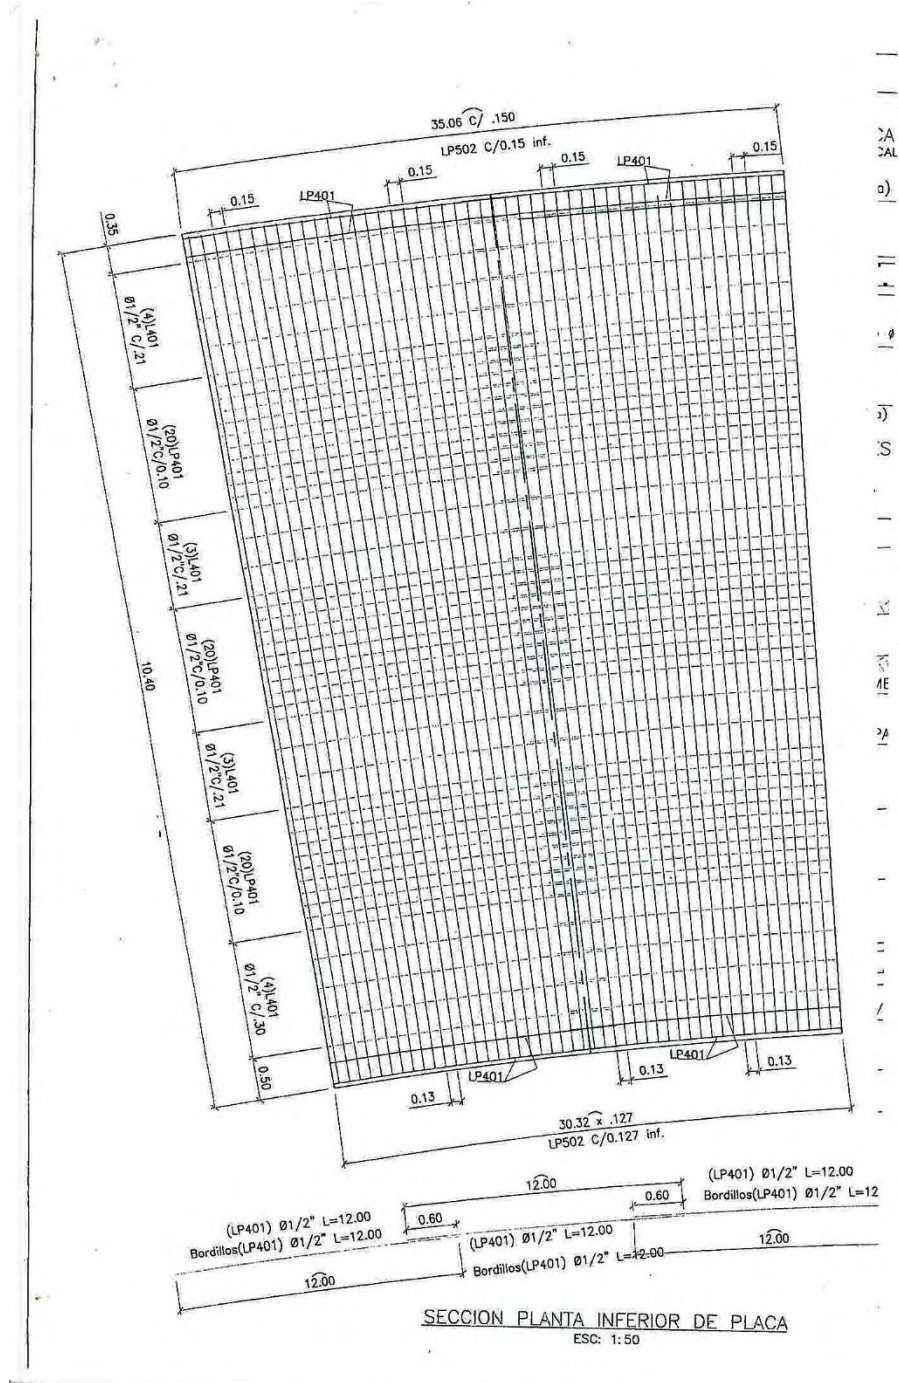 35.06 C/ .150
LP502 C/0.15 inf.
0.15
LP401
0.15
0.15
LP401
0.15
0.35
(4)L401
Ø1/2" C/.21
(20)LP401
Ø1/2"C/0.10
(3)L401
Ø1/2"C/.21
(20)LP401
Ø1/2"C/0.10
10.40
(3)L401
Ø1/2"C/.21
(20)LP401
Ø1/2"C/0.10
(4)L401
Ø1/2" C/.30
0.50
LP401
LP401
0.13
0.13
0.13
30.32 x .127
LP502 C/0.127 inf.
12.00
(LP401) Ø1/2" L=12.00
Bordillos(LP401) Ø1/2" L=12
0.60
0.60
(LP401) Ø1/2" L=12.00
Bordillos(LP401) Ø1/2" L=12.00
(LP401) Ø1/2" L=12.00
12.00
Bordillos(LP401) Ø1/2" L=12.00
12.00
SECCION PLANTA INFERIOR DE PLACA
ESC: 1:50
CAL
a)
S
ME
PA